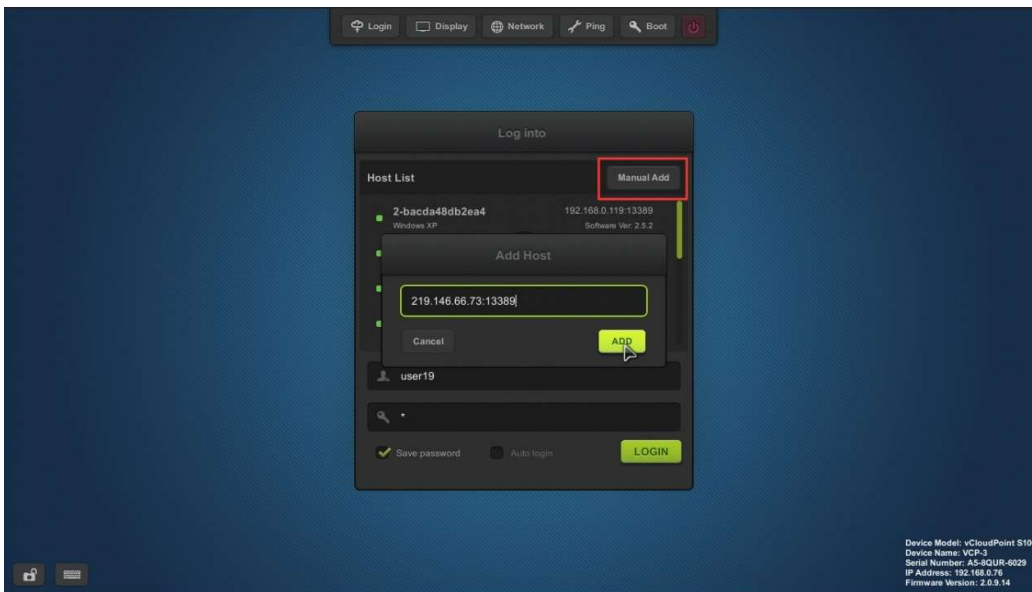 Login Display Network Ping Boot
Log into
Host List Manual Add
2-bacda48db2ea4 192.168.0.119:13389
Windows XP Software Ver: 2.5.2
Add Host
219.146.66.73:13389
Cancel ADD
user19
*
Save password Auto login LOGIN
Device Model: vCloudPoint S10
Device Name: VCP-3
Serial Number: A5-8QUR-6029
IP Address: 192.168.0.76
Firmware Version: 2.0.9.14